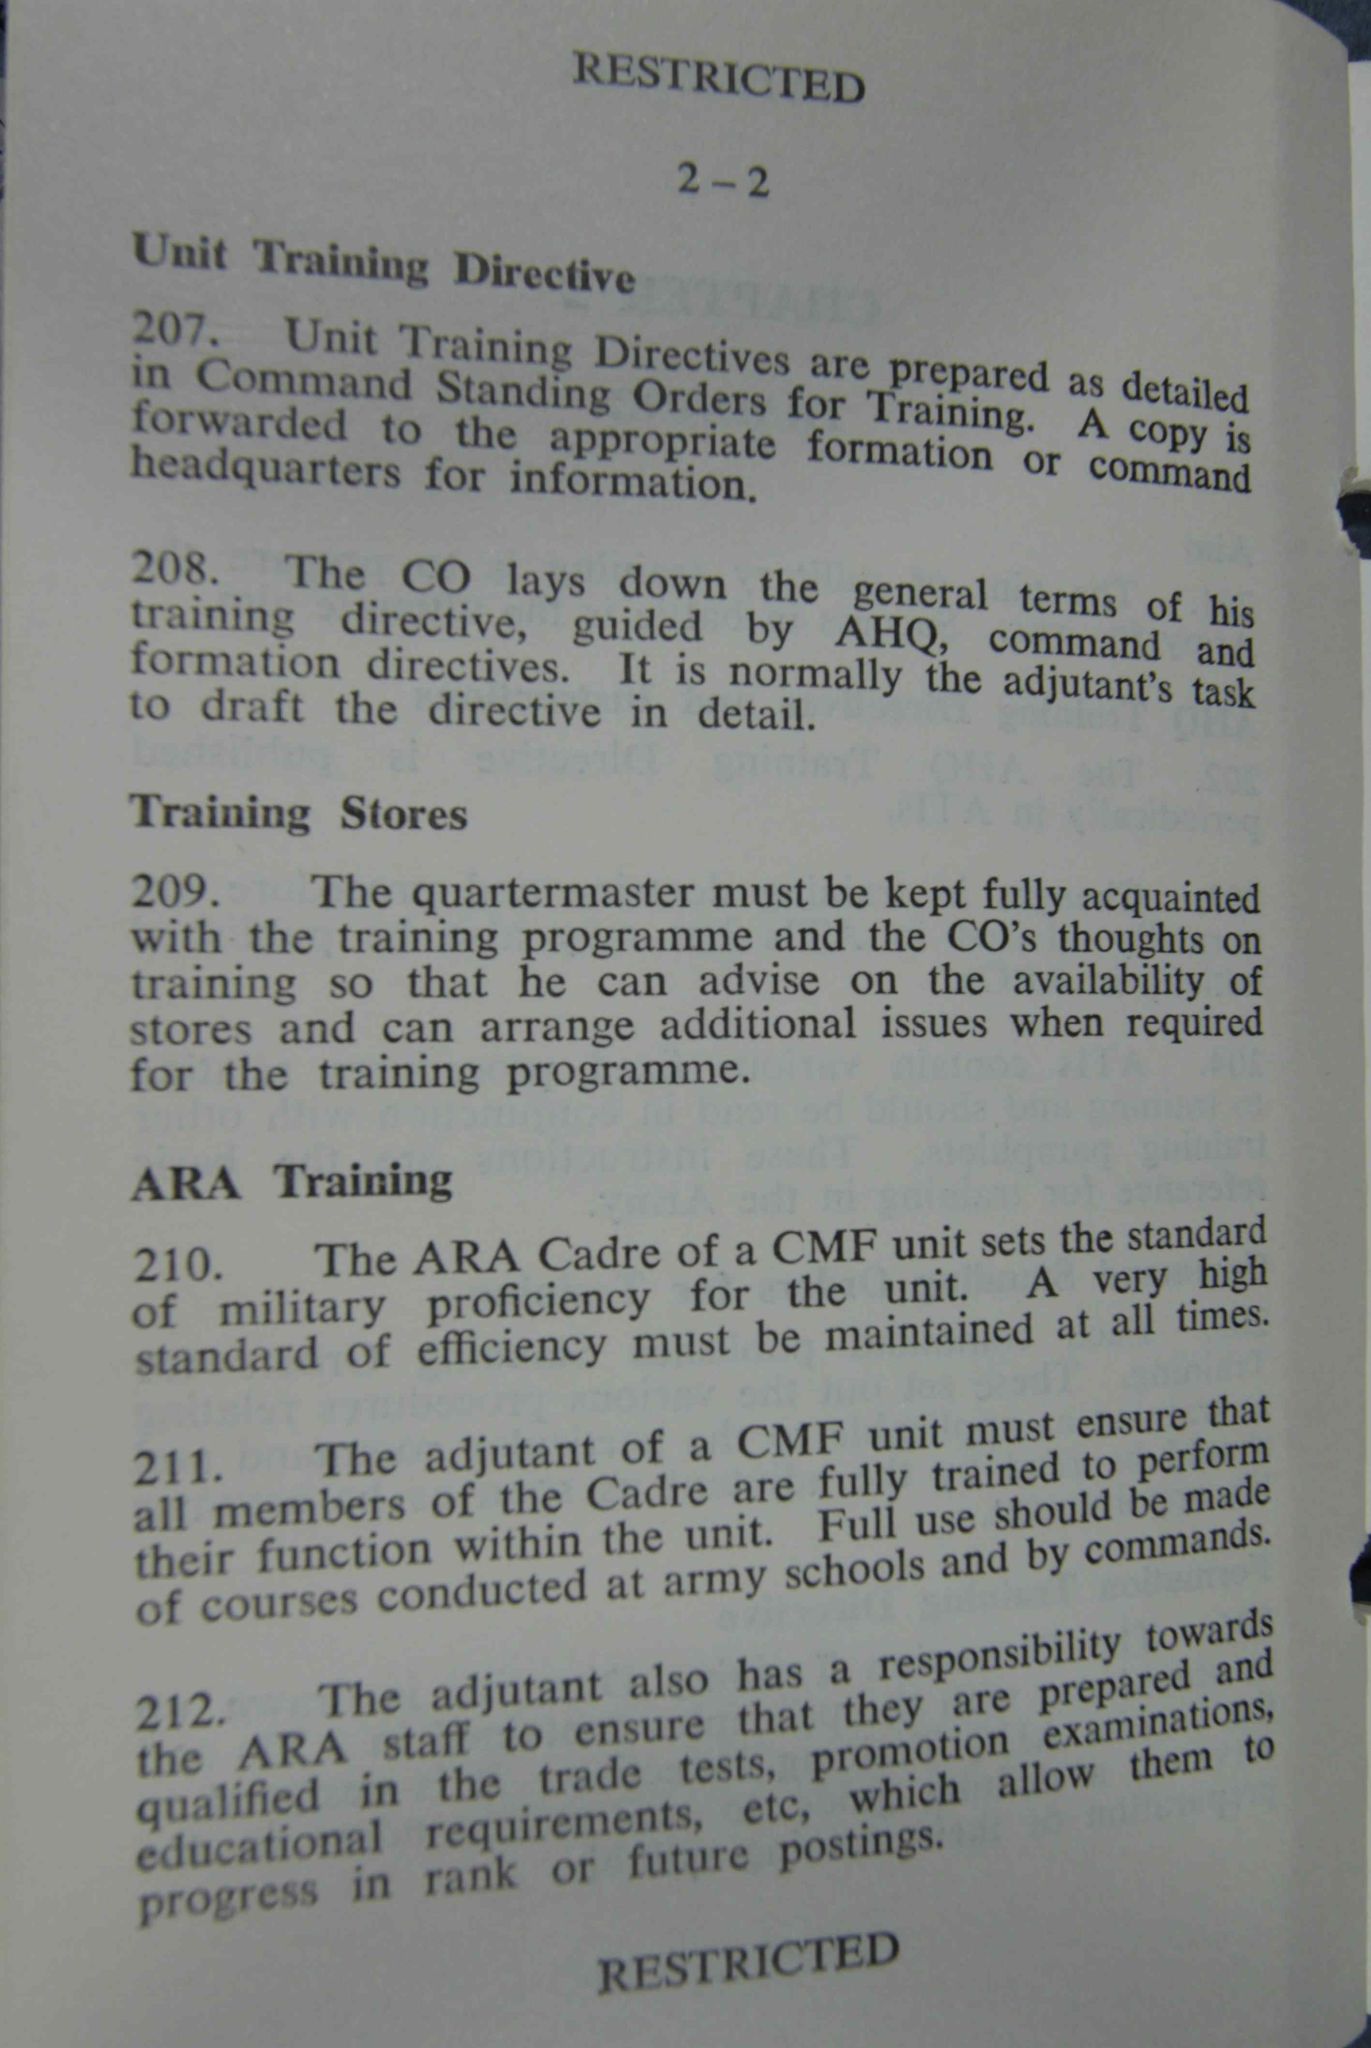 RESTRICTED
2 – 2
Unit Training Directive
207. Unit Training Directives are prepared as detailed
in Command Standing Orders for Training. A copy is
forwarded to the appropriate formation or command
headquarters for information.
208. The CO lays down the general terms of his
training directive, guided by AHQ, command and
formation directives. It is normally the adjutant's task
to draft the directive in detail.
Training Stores
209. The quartermaster must be kept fully acquainted
with the training programme and the CO's thoughts on
training so that he can advise on the availability of
stores and can arrange additional issues when required
for the training programme.
ARA Training
210. The ARA Cadre of a CMF unit sets the standard
of military proficiency for the unit. A very high
standard of efficiency must be maintained at all times.
211. The adjutant of a CMF unit must ensure that
all members of the Cadre are fully trained to perform
their function within the unit. Full use should be made
of courses conducted at army schools and by commands.
212. The adjutant also has a responsibility towards
the ARA staff to ensure that they are prepared and
qualified in the trade tests, promotion examinations,
educational requirements, etc, which allow them to
progress in rank or future postings.
RESTRICTED